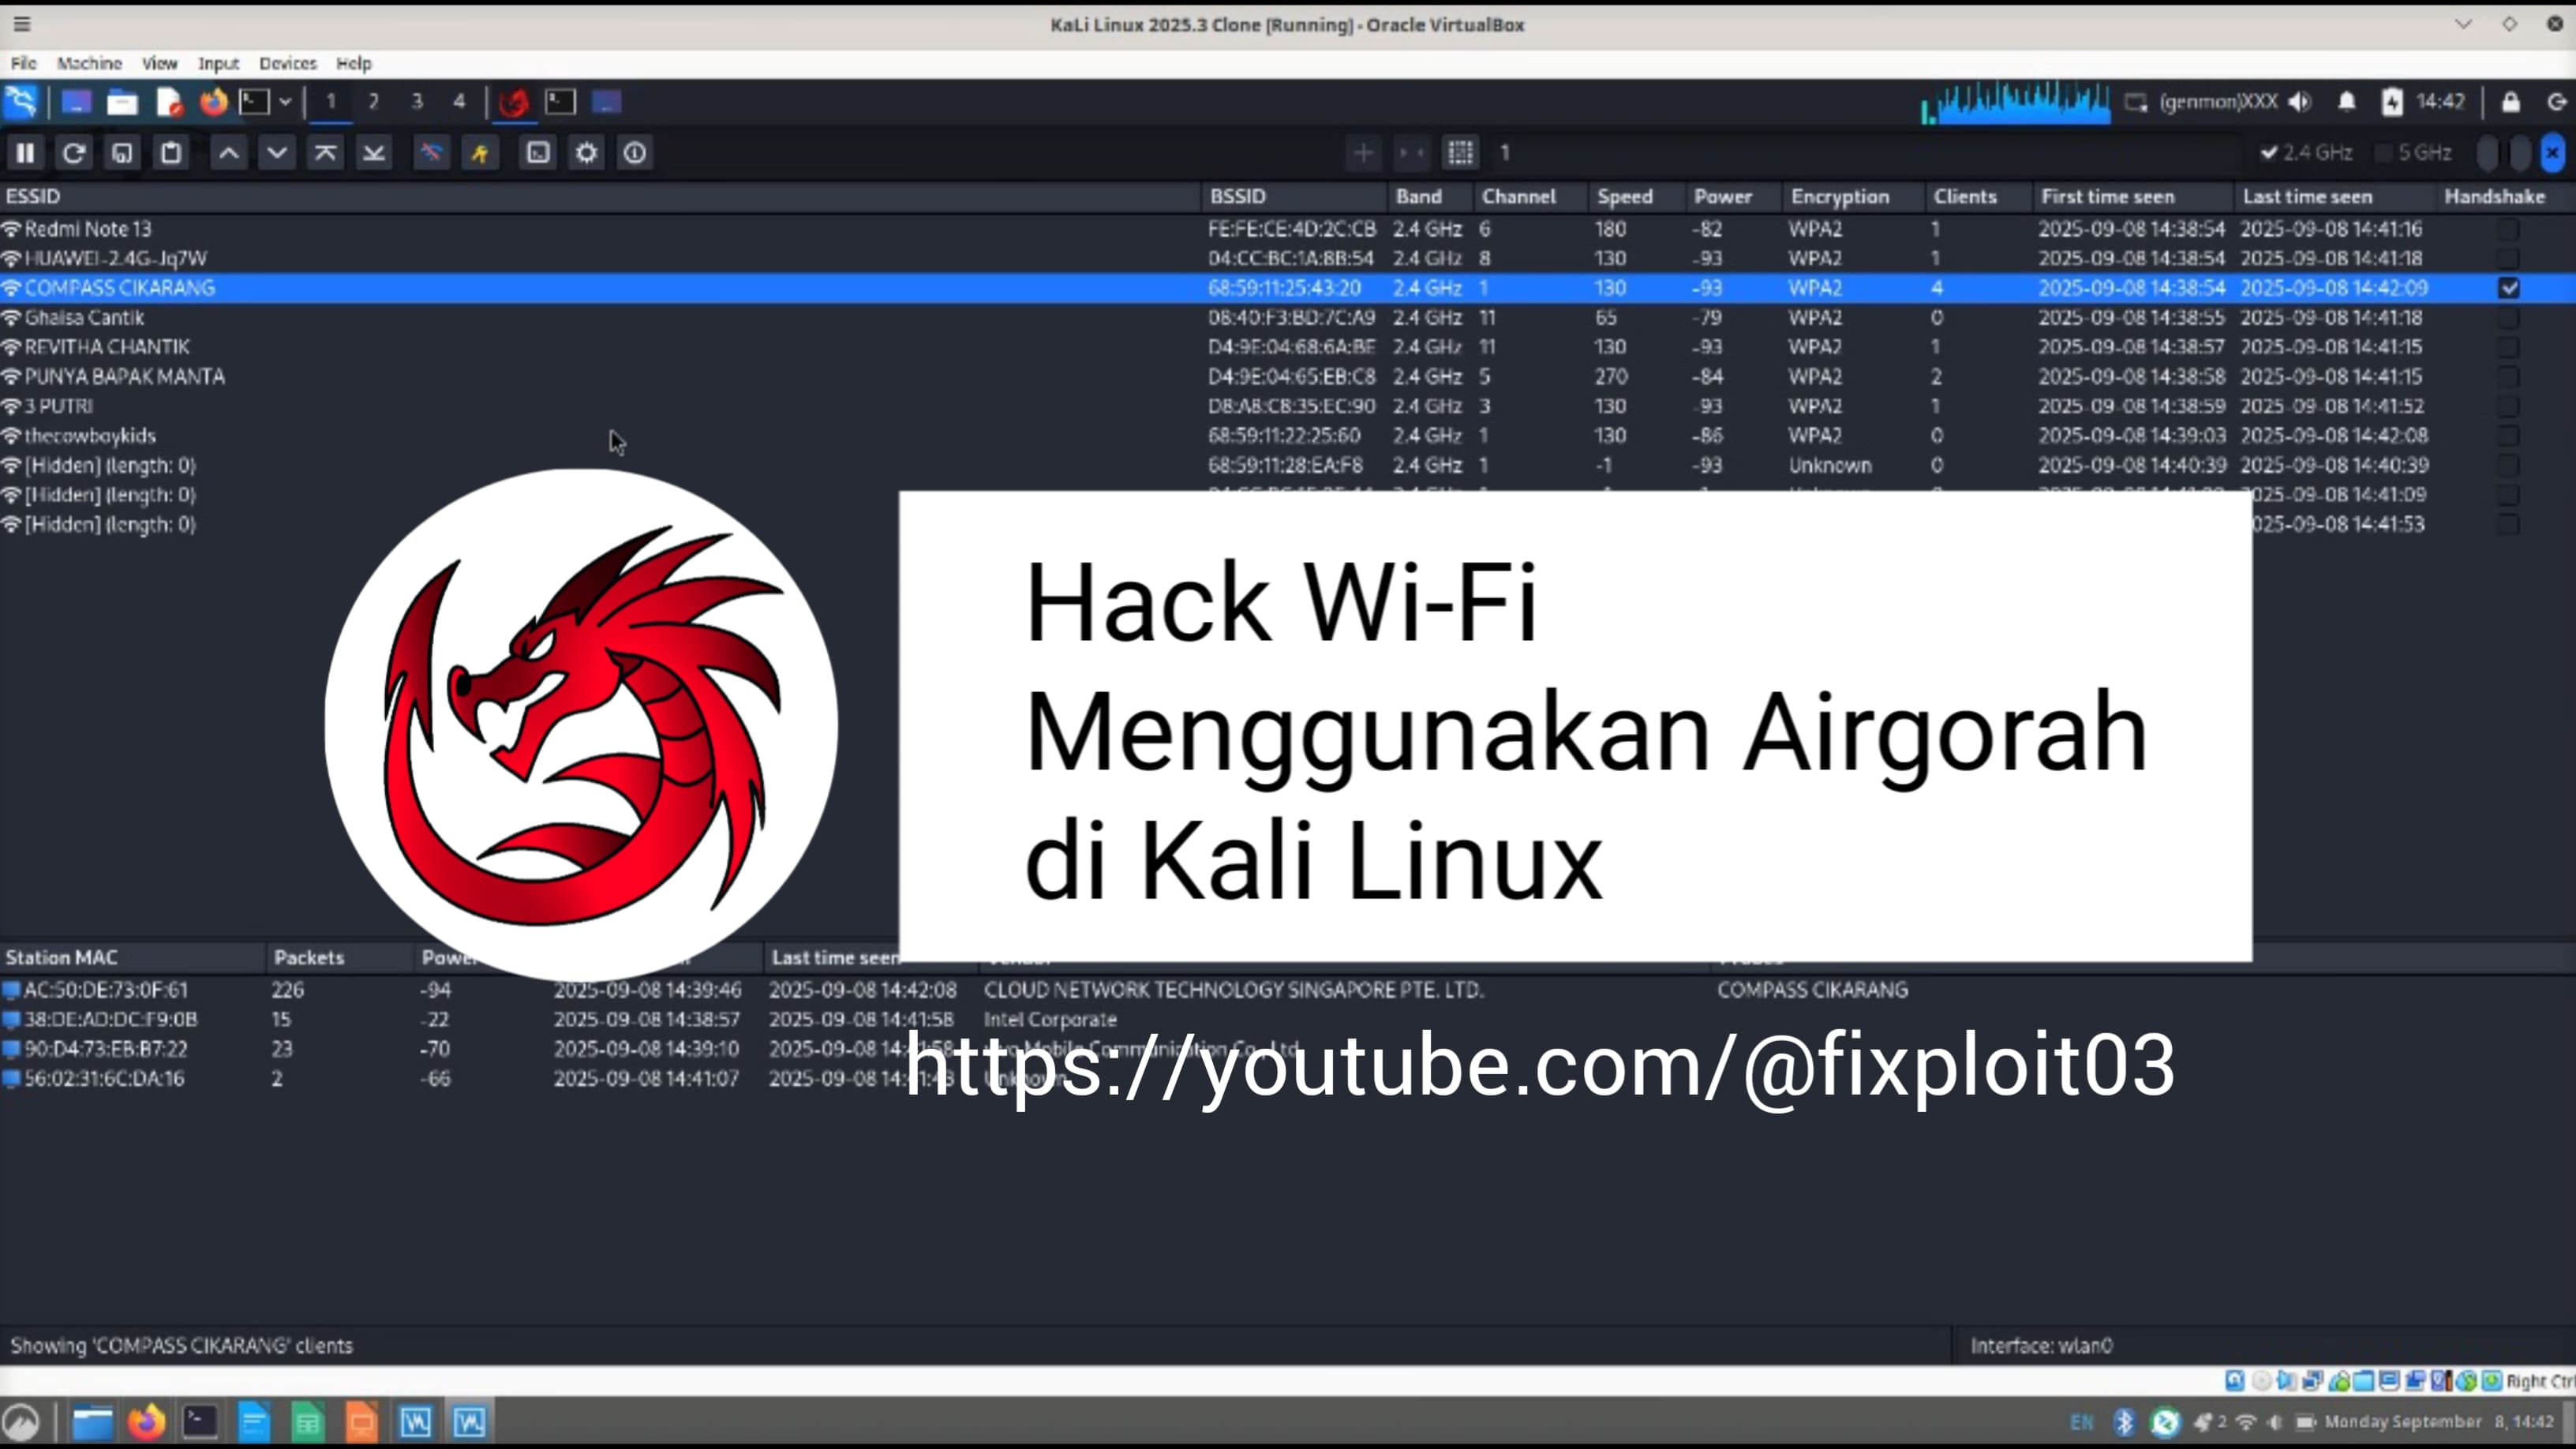 KaLi Linux 2025.3 Clone [Running] - Oracle VirtualBox
File Machine View Input Devices Help
1 2 3 4 (genmon)XXX 14:42
1 2.4 GHz 5 GHz
ESSID BSSID Band Channel Speed Power Encryption Clients First time seen Last time seen Handshake
Redmi Note 13 FE:FE:CE:4D:2C:CB 2.4 GHz 6 180 -82 WPA2 1 2025-09-08 14:38:54 2025-09-08 14:41:16
HUAWEI-2.4G-Jq7W 04:CC:BC:1A:8B:54 2.4 GHz 8 130 -93 WPA2 1 2025-09-08 14:38:54 2025-09-08 14:41:18
COMPASS CIKARANG 68:59:11:25:43:20 2.4 GHz 1 130 -93 WPA2 4 2025-09-08 14:38:54 2025-09-08 14:42:09
Ghaisa Cantik 08:40:F3:BD:7C:A9 2.4 GHz 11 65 -79 WPA2 0 2025-09-08 14:38:55 2025-09-08 14:41:18
REVITHA CHANTIK D4:9E:04:68:6A:BE 2.4 GHz 11 130 -93 WPA2 1 2025-09-08 14:38:57 2025-09-08 14:41:15
PUNYA BAPAK MANTA D4:9E:04:65:EB:C8 2.4 GHz 5 270 -84 WPA2 2 2025-09-08 14:38:58 2025-09-08 14:41:15
3 PUTRI D8:A8:C8:35:EC:90 2.4 GHz 3 130 -93 WPA2 1 2025-09-08 14:38:59 2025-09-08 14:41:52
thecowboykids 68:59:11:22:25:60 2.4 GHz 1 130 -86 WPA2 0 2025-09-08 14:39:03 2025-09-08 14:42:08
[Hidden] (length: 0) 68:59:11:28:EA:F8 2.4 GHz 1 -1 -93 Unknown 0 2025-09-08 14:40:39 2025-09-08 14:40:39
[Hidden] (length: 0) 025-09-08 14:41:09
[Hidden] (length: 0) 025-09-08 14:41:53
Hack Wi-Fi
Menggunakan Airgorah
di Kali Linux
Station MAC Packets Last time seen
AC:50:DE:73:0F:61 226 -94 2025-09-08 14:39:46 2025-09-08 14:42:08 CLOUD NETWORK TECHNOLOGY SINGAPORE PTE. LTD. COMPASS CIKARANG
38:DE:AD:DC:F9:0B 15 -22 2025-09-08 14:38:57 2025-09-08 14:41:58 Intel Corporate
90:D4:73:EB:B7:22 23 -70 2025-09-08 14:39:10 Mobile Communication Co., Ltd.
https://youtube.com/@fixploit03
56:02:31:6C:DA:16 2 -66 2025-09-08 14:41:07
Showing 'COMPASS CIKARANG' clients Interface: wlan0
Right Ctrl
EN 2 Monday September 8, 14:42